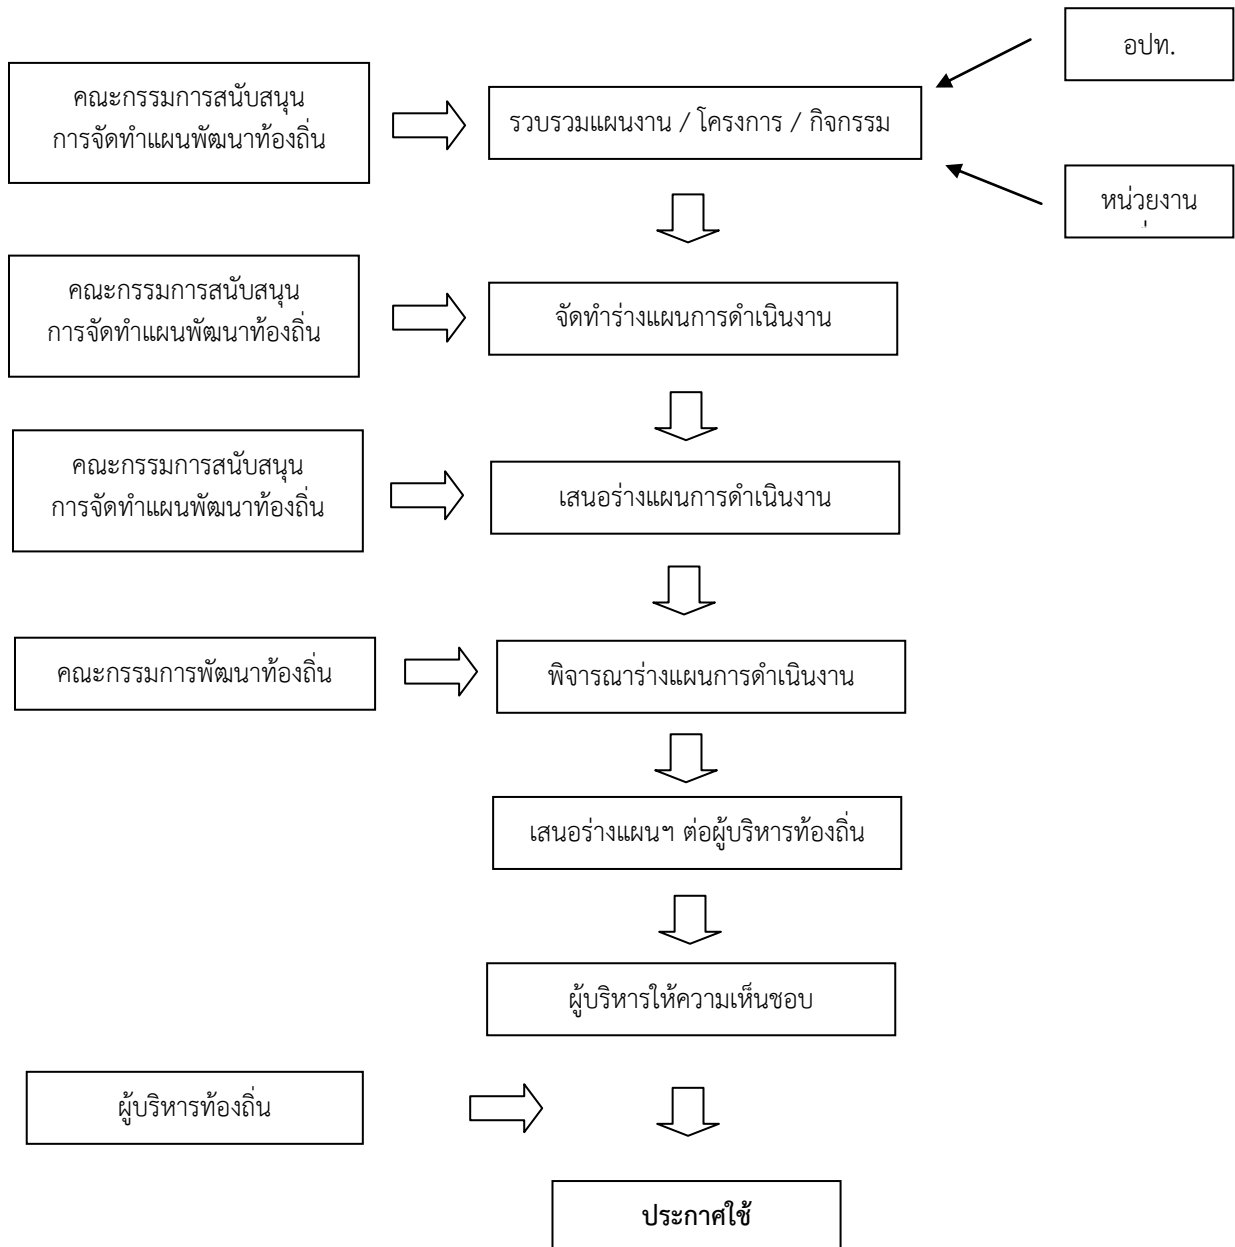 อปท.
คณะกรรมการสนับสนุน
การจัดทำแผนพัฒนาท้องถิ่น
รวบรวมแผนงาน / โครงการ / กิจกรรม
หน่วยงาน
คณะกรรมการสนับสนุน
การจัดทำแผนพัฒนาท้องถิ่น
จัดทำร่างแผนการดำเนินงาน
คณะกรรมการสนับสนุน
การจัดทำแผนพัฒนาท้องถิ่น
เสนอร่างแผนการดำเนินงาน
คณะกรรมการพัฒนาท้องถิ่น
พิจารณาร่างแผนการดำเนินงาน
เสนอร่างแผนฯ ต่อผู้บริหารท้องถิ่น
ผู้บริหารให้ความเห็นชอบ
ผู้บริหารท้องถิ่น
ประกาศใช้